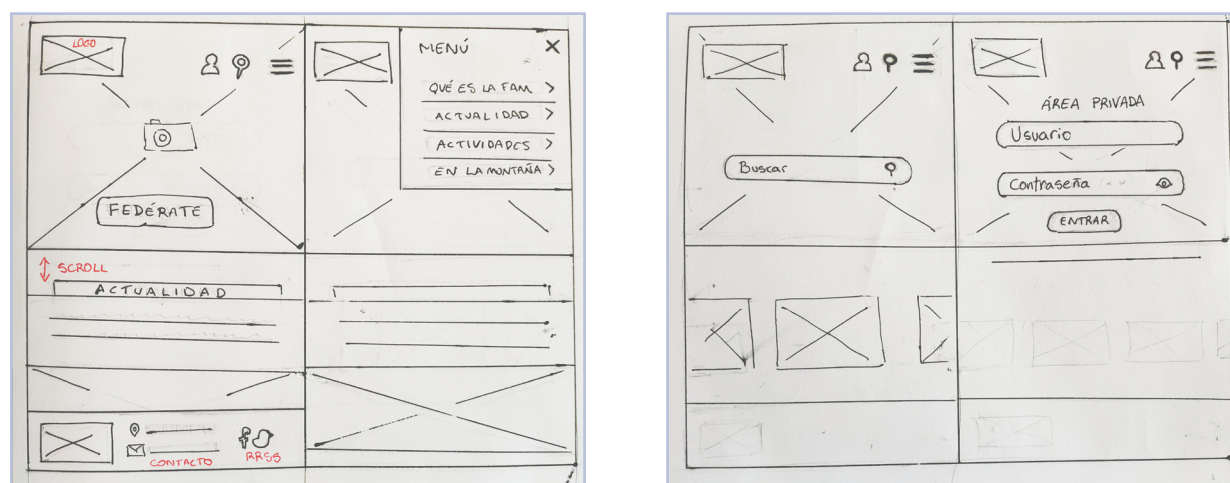 LOGO
FEDÉRATE
SCROLL
ACTUALIDAD
CONTACTO
RRSS
MENÚ
QUÉ ES LA FAM >
ACTUALIDAD >
ACTIVIDADES >
EN LA MONTAÑA >
Buscar
ÁREA PRIVADA
Usuario
Contraseña
ENTRAR